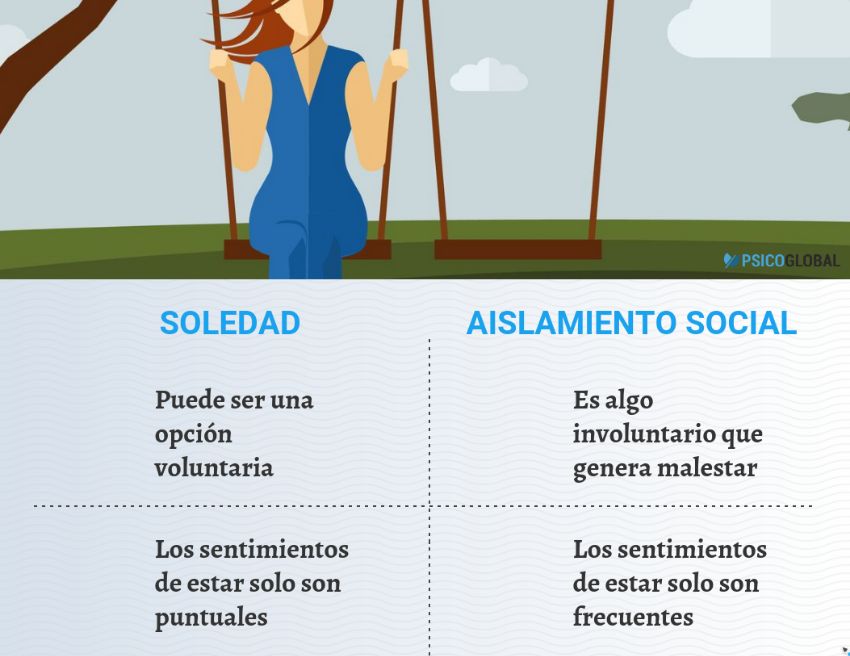 PSICOGLOBAL
SOLEDAD
AISLAMIENTO SOCIAL
Puede ser una
opción
voluntaria
Es algo
involuntario que
genera malestar
Los sentimientos
de estar solo son
puntuales
Los sentimientos
de estar solo son
frecuentes